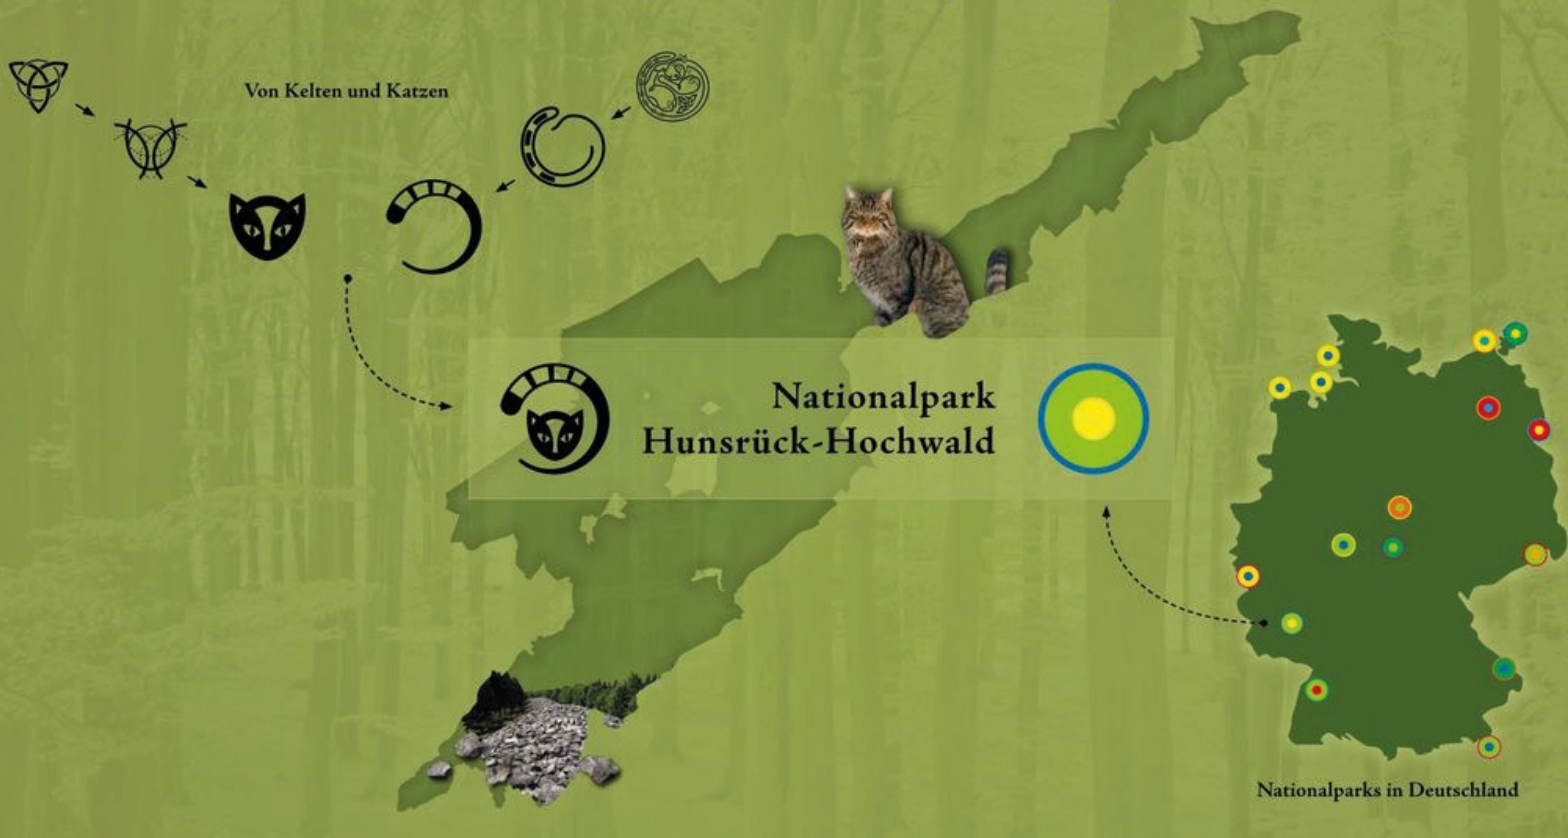 Von Kelten und Katzen
Nationalpark
Hunsrück-Hochwald
Nationalparks in Deutschland